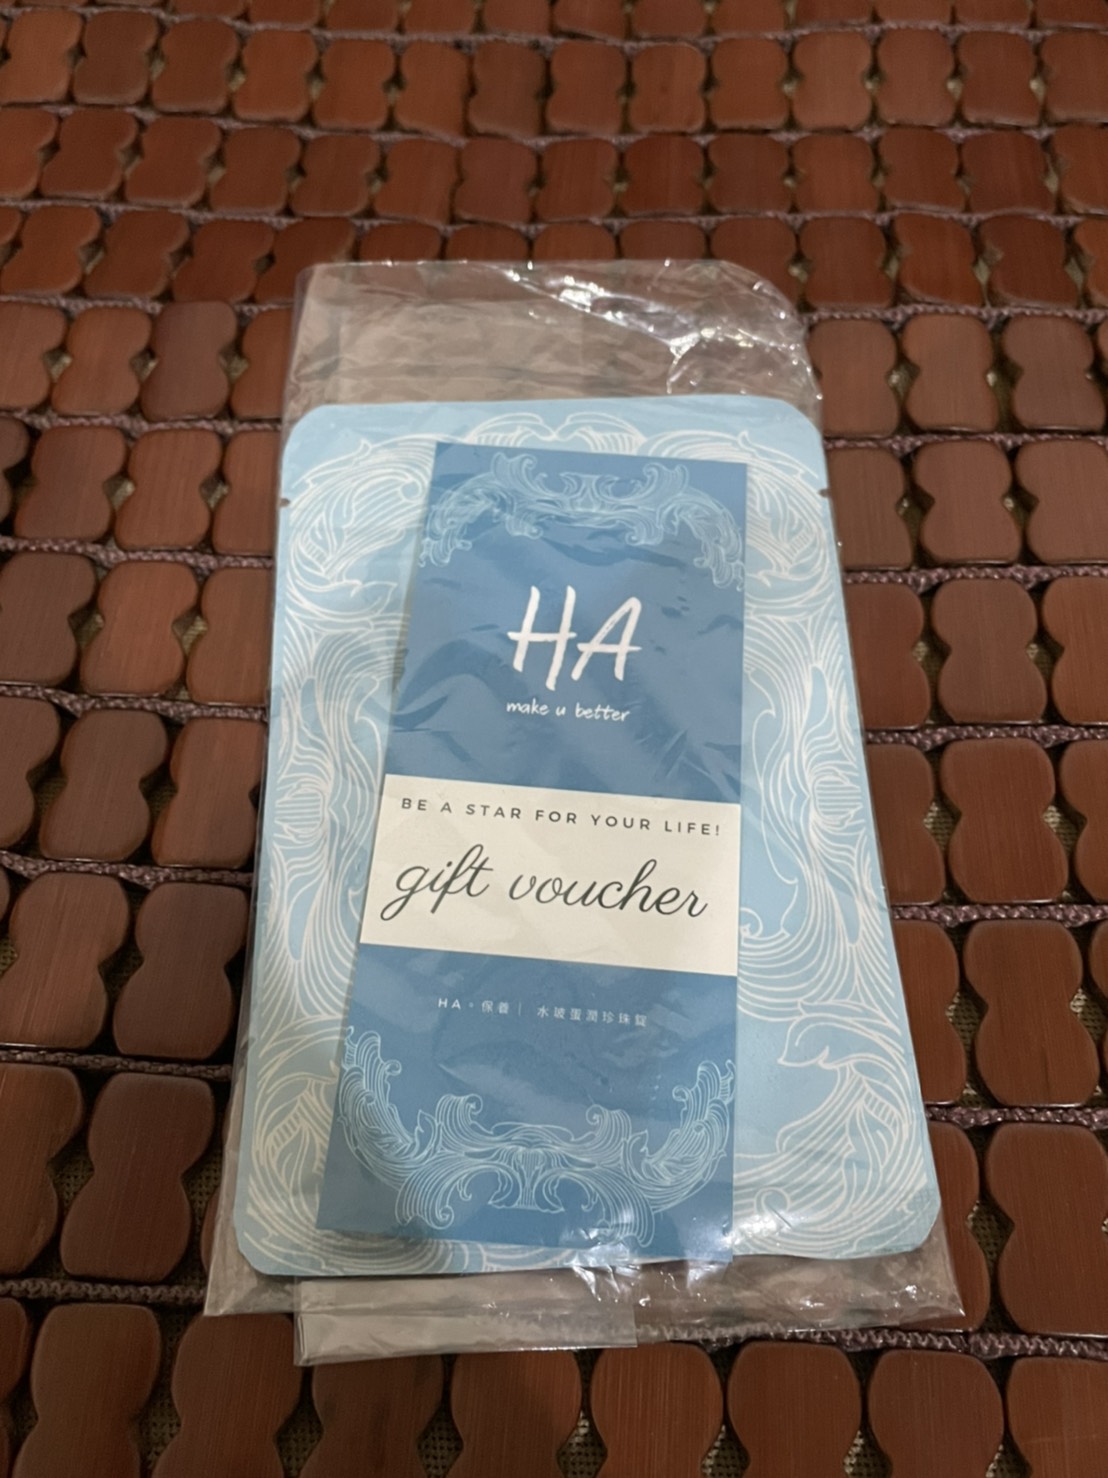 HA
make u better
BE A STAR FOR YOUR LIFE!
gift voucher
HA。保養｜ 水玻蛋潤珍珠錠